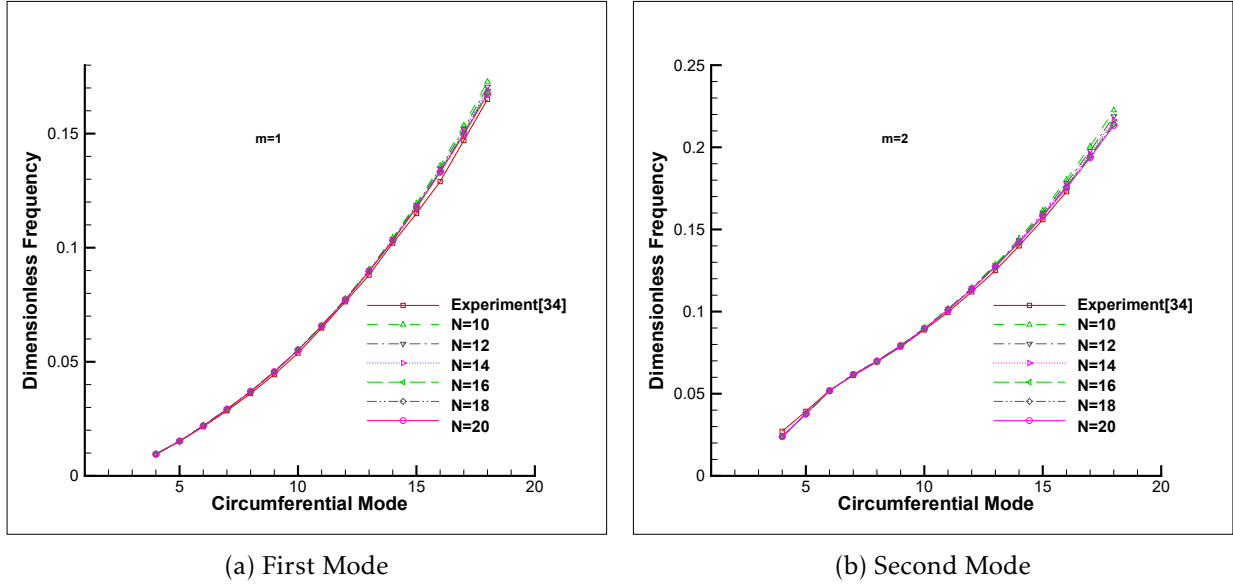 Dimensionless Frequency
0.15
0.1
0.05
0
5
10
15
20
Circumferential Mode
m=1
Experiment[34]
N=10
N=12
N=14
N=16
N=18
N=20
(a) First Mode
Dimensionless Frequency
0.25
0.2
0.15
0.1
0.05
0
5
10
15
20
Circumferential Mode
m=2
Experiment[34]
N=10
N=12
N=14
N=16
N=18
N=20
(b) Second Mode